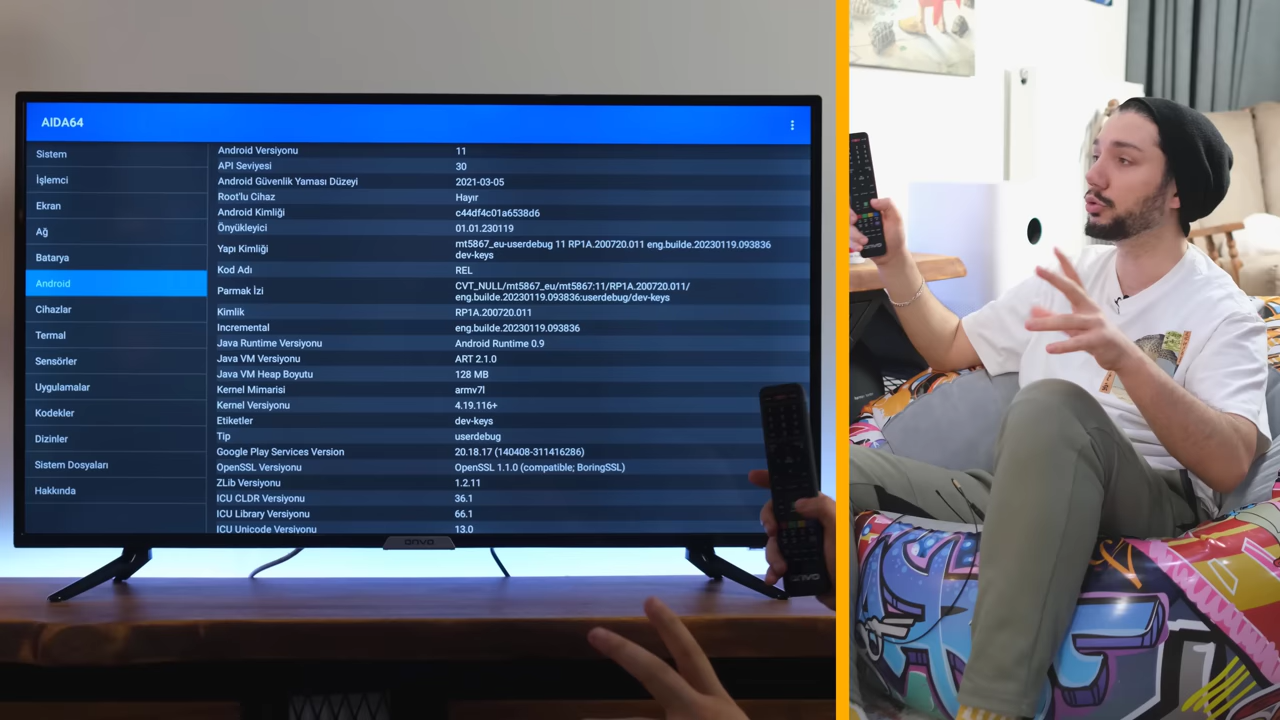 AIDA64
Sistem
İşlemci
Ekran
Ağ
Batarya
Android
Cihazlar
Termal
Sensörler
Uygulamalar
Kodekler
Dizinler
Sistem Dosyaları
Hakkında
Android Versiyonu 11
API Seviyesi 30
Android Güvenlik Yaması Düzeyi 2021-03-05
Root'lu Cihaz Hayır
Android Kimliği c44df4c01a6538d6
Önyükleyici 01.01.230119
Yapı Kimliği mt5867_eu-userdebug 11 RP1A.200720.011 eng.builde.20230119.093836
dev-keys
Kod Adı REL
Parmak İzi CVT_NULL/mt5867_eu/mt5867:11/RP1A.200720.011/
eng.builde.20230119.093836:userdebug/dev-keys
Kimlik RP1A.200720.011
Incremental eng.builde.20230119.093836
Java Runtime Versiyonu Android Runtime 0.9
Java VM Versiyonu ART 2.1.0
Java VM Heap Boyutu 128 MB
Kernel Mimarisi armv7l
Kernel Versiyonu 4.19.116+
Etiketler dev-keys
Tip userdebug
Google Play Services Version 20.18.17 (140408-311416286)
OpenSSL Versiyonu OpenSSL 1.1.0 (compatible; BoringSSL)
ZLib Versiyonu 1.2.11
ICU CLDR Versiyonu 36.1
ICU Library Versiyonu 66.1
ICU Unicode Versiyonu 13.0
onvo